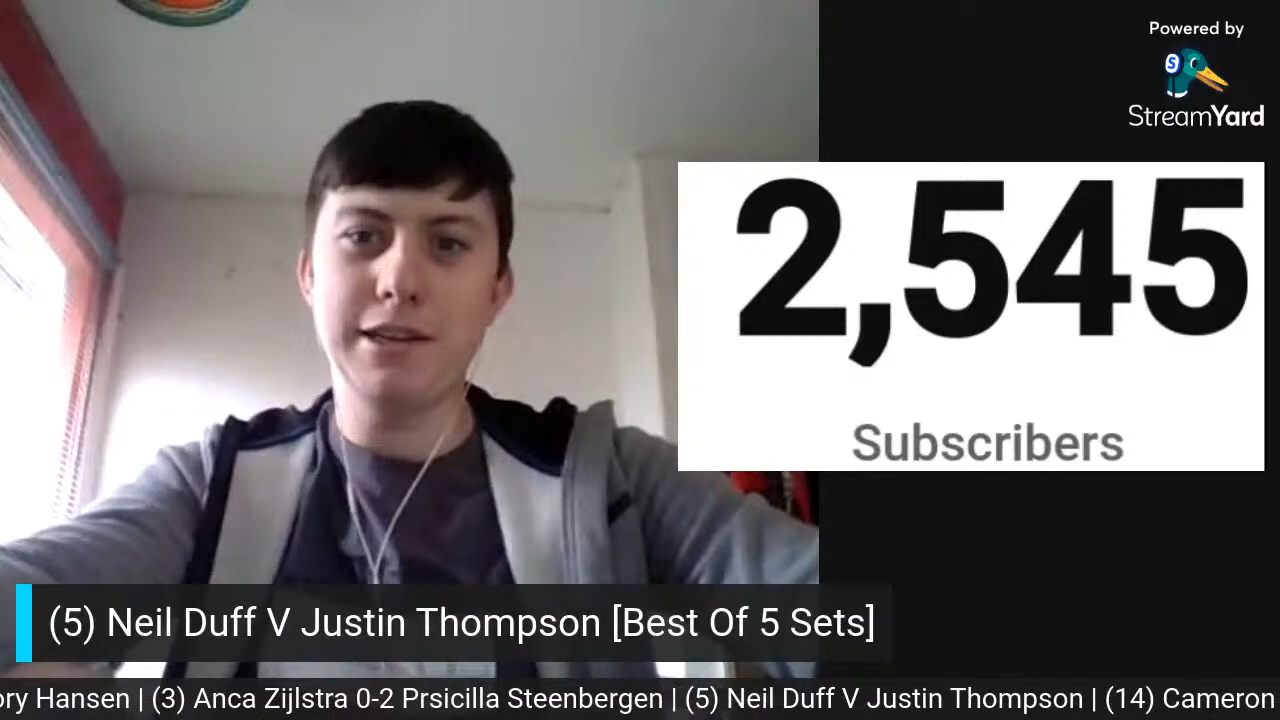 Powered by
S
StreamYard
2,545
Subscribers
(5) Neil Duff V Justin Thompson [Best Of 5 Sets]
ory Hansen | (3) Anca Zijlstra 0-2 Prsicilla Steenbergen | (5) Neil Duff V Justin Thompson | (14) Cameron